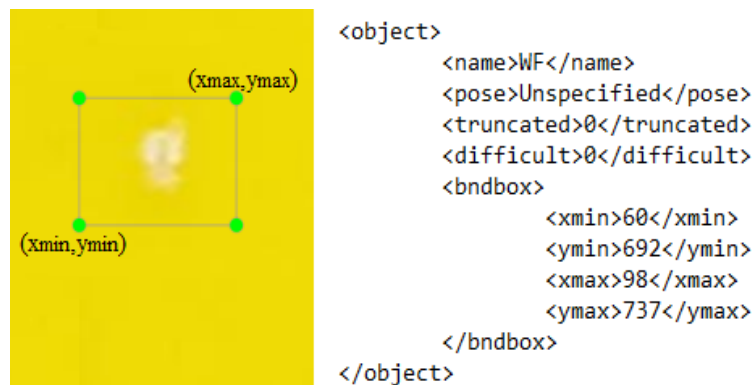 (xmax,ymax)
(xmin,ymin)
<object>
<name>WF</name>
<pose>Unspecified</pose>
<truncated>0</truncated>
<difficult>0</difficult>
<bndbox>
<xmin>60</xmin>
<ymin>692</ymin>
<xmax>98</xmax>
<ymax>737</ymax>
</bndbox>
</object>